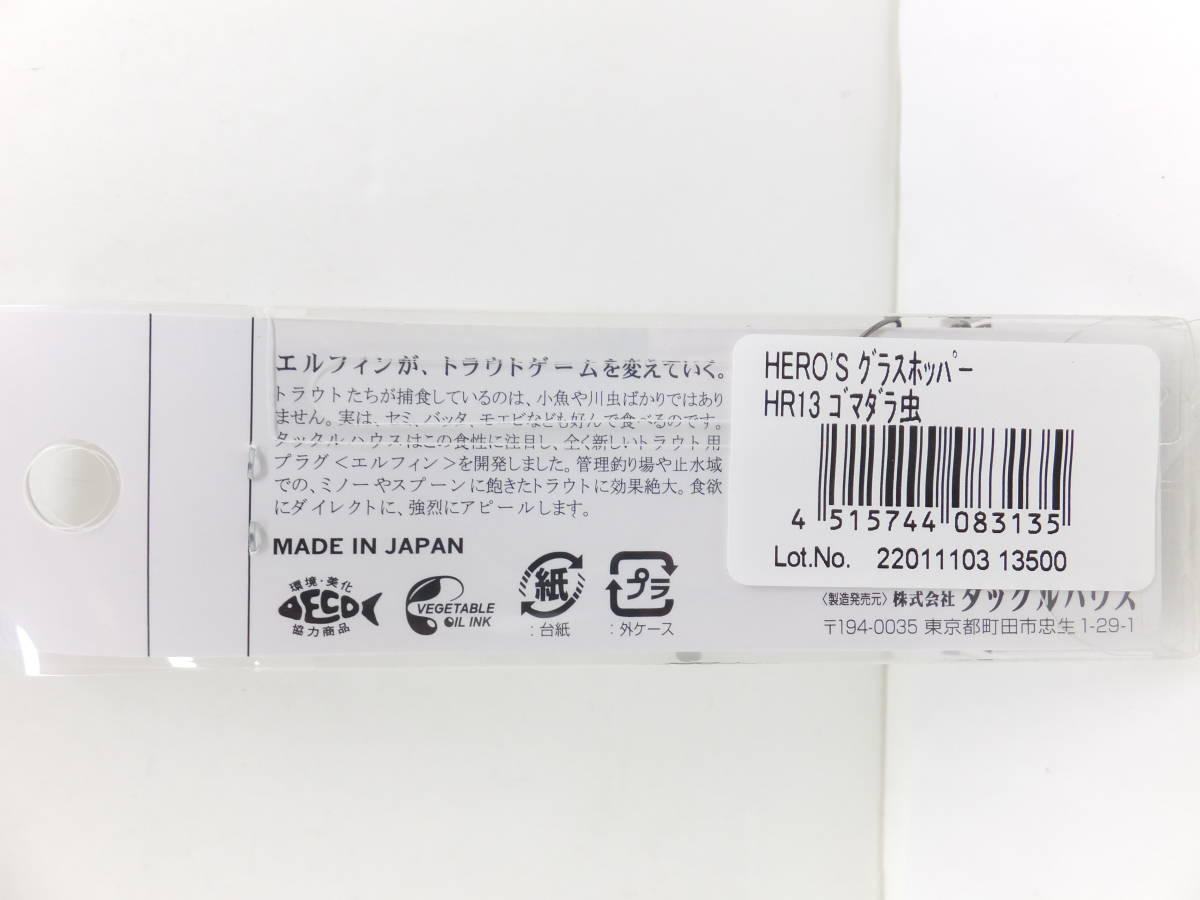 エルフィンが、トラウトゲームを変えていく。
トラウトたちが捕食しているのは、小魚や川虫ばかりではあり
ません。実は、セミ、バッタ、モエビなども好んで食べるのです。
タックルハウスはこの食性に注目し、全く新しいトラウト用
プラグ＜エルフィン＞を開発しました。管理釣り場や止水域
での、ミノーやスプーンに飽きたトラウトに効果絶大。食欲
にダイレクトに、強烈にアピールします。
MADE IN JAPAN
環境・美化
ECO
協力商品
VEGETABLE
OIL INK
紙
：台紙
プラ
：外ケース
HERO'S ｸﾞﾗｽﾎｯﾊﾟｰ
HR13 ｺﾞﾏﾀﾞﾗ虫
4 515744 083135
Lot.No. 22011103 13500
〈製造発売元〉株式会社 タックルハウス
〒194-0035 東京都町田市忠生1-29-1